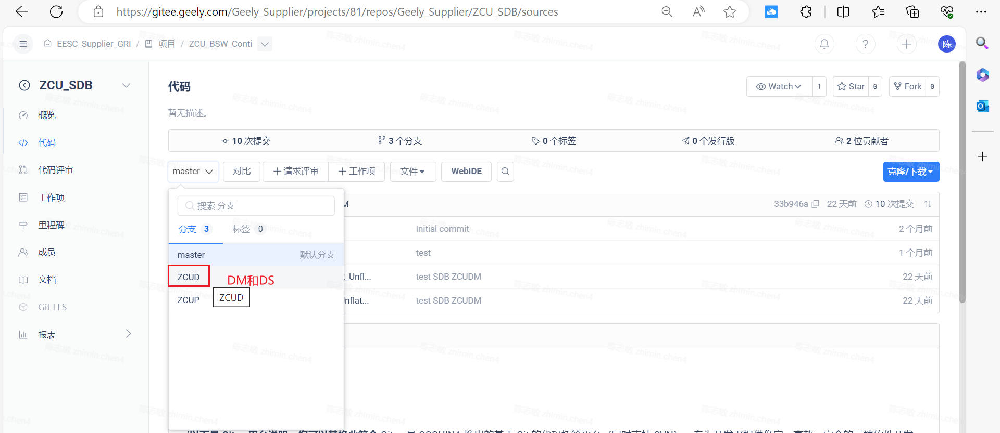 https://gitee.geely.com/Geely_Supplier/projects/81/repos/Geely_Supplier/ZCU_SDB/sources
EESC_Supplier_GRI / 项目 / ZCU_BSW_Conti
陈
ZCU_SDB
概览
代码
代码评审
工作项
里程碑
成员
文档
Git LFS
报表
代码
Watch 1 Star 0 Fork 0
暂无描述。
10 次提交 3 个分支 0 个标签 0 个发行版 2 位贡献者
master 对比 + 请求评审 + 工作项 文件 WebIDE 克隆/下载
搜索 分支
分支 3 标签 0
master 默认分支
ZCUD DM和DS
ZCUP ZCUD
M 33b946a 22 天前 10 次提交
Initial commit 2 个月前
test 1 个月前
_Unfl... test SDB ZCUDM 22 天前
Unflat... test SDB ZCUDM 22 天前
陈志敏 zhimin.chen4